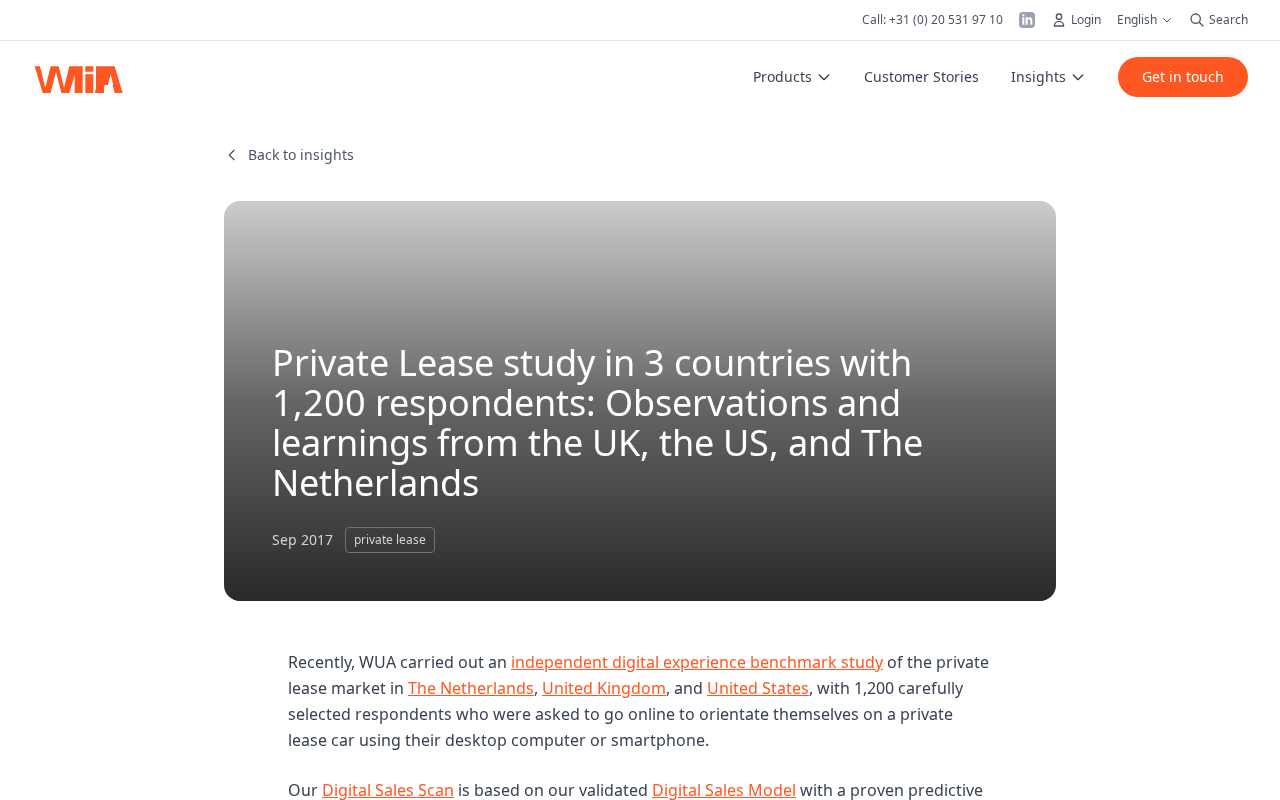 Call: +31 (0) 20 531 97 10
Login
English
Search
WUA
Products
Customer Stories
Insights
Get in touch
Back to insights
Private Lease study in 3 countries with
1,200 respondents: Observations and
learnings from the UK, the US, and The
Netherlands
Sep 2017
private lease
Recently, WUA carried out an independent digital experience benchmark study of the private
lease market in The Netherlands, United Kingdom, and United States, with 1,200 carefully
selected respondents who were asked to go online to orientate themselves on a private
lease car using their desktop computer or smartphone.
Our Digital Sales Scan is based on our validated Digital Sales Model with a proven predictive